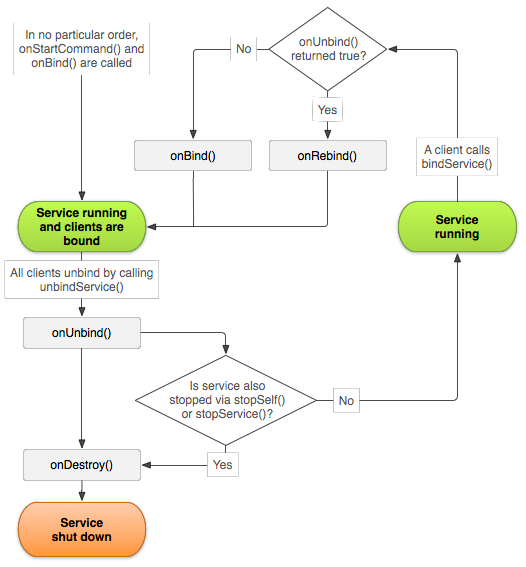 In no particular order,
onStartCommand() and
onBind() are called
No
onUnbind()
returned true?
Yes
A client calls
bindService()
onBind()
onRebind()
Service running
and clients are
bound
Service
running
All clients unbind by calling
unbindService()
onUnbind()
Is service also
stopped via stopSelf()
or stopService()?
No
onDestroy()
Yes
Service
shut down